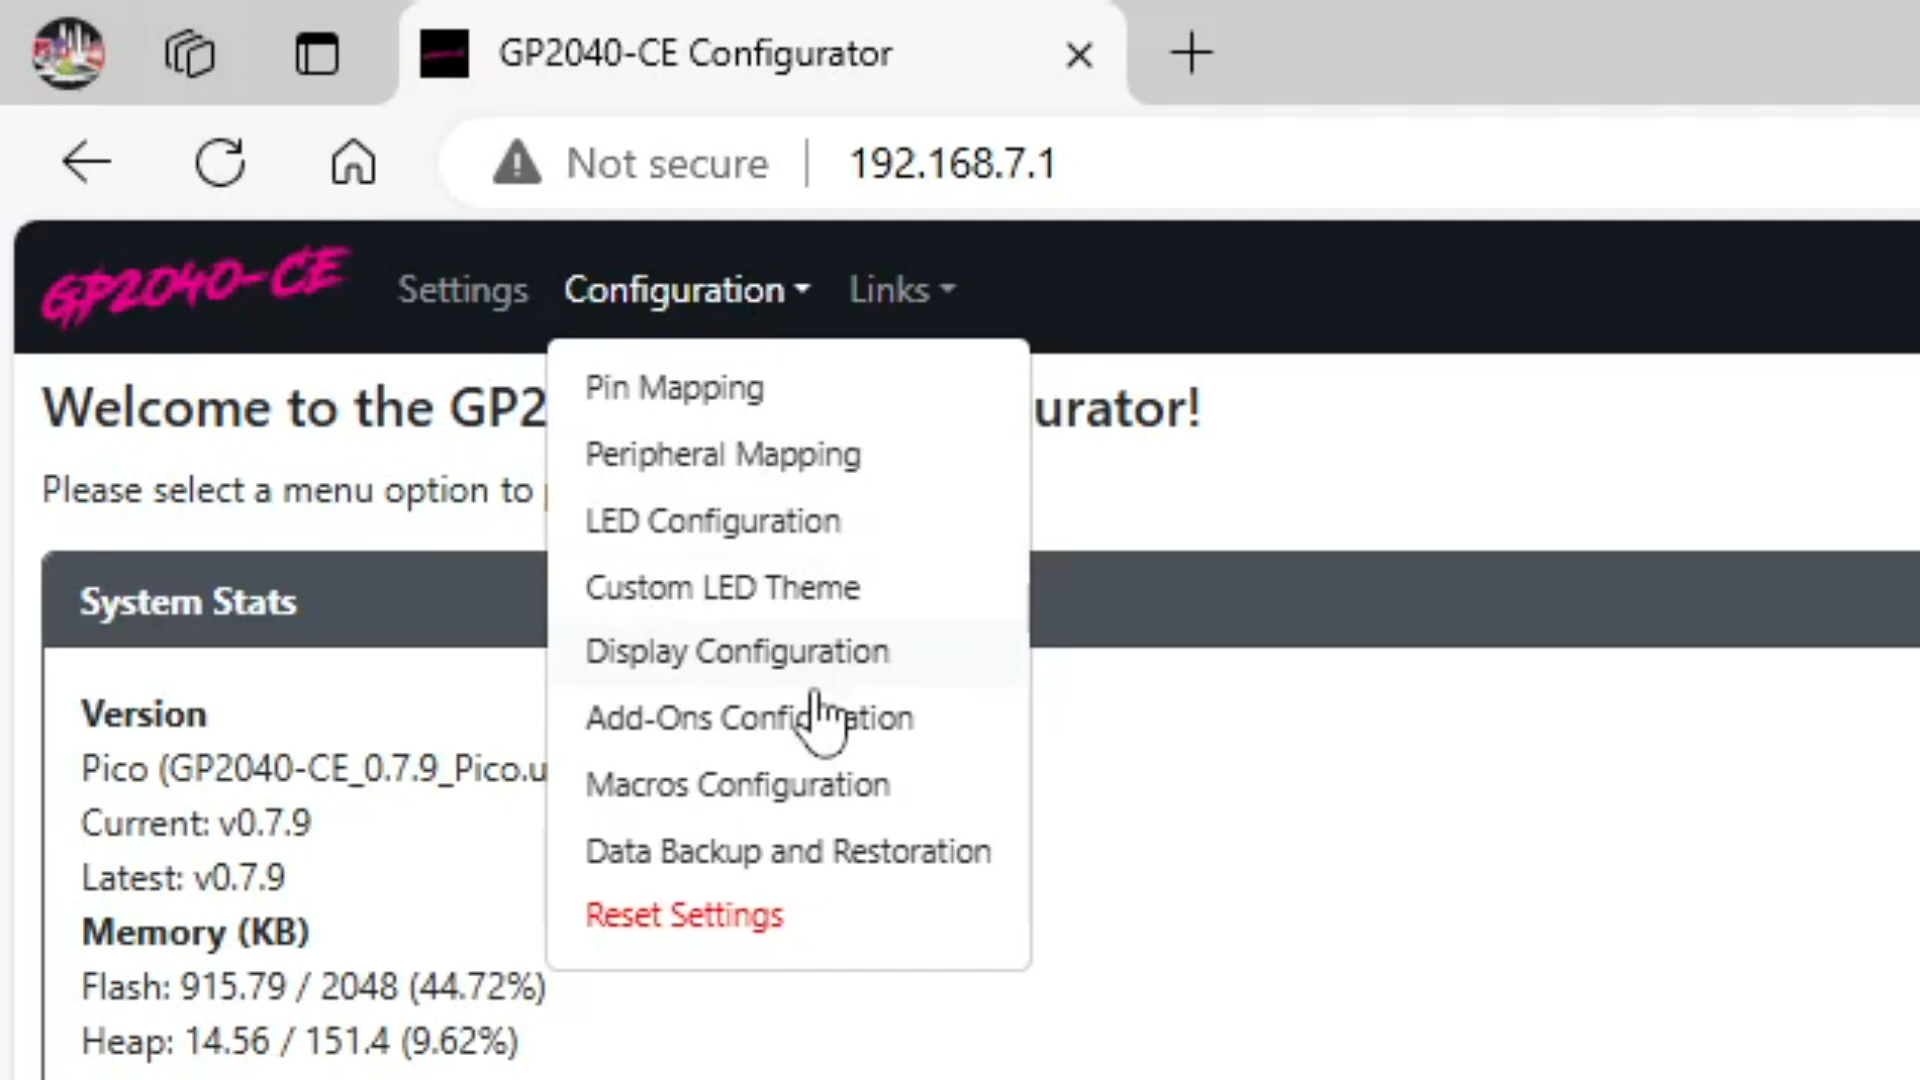 GP2040-CE Configurator
Not secure
192.168.7.1
GP2040-CE
Settings
Configuration
Links
Pin Mapping
Peripheral Mapping
LED Configuration
Custom LED Theme
Display Configuration
Add-Ons Configuration
Macros Configuration
Data Backup and Restoration
Reset Settings
Welcome to the GP2 urator!
Please select a menu option to
System Stats
Version
Pico (GP2040-CE_0.7.9_Pico.u
Current: v0.7.9
Latest: v0.7.9
Memory (KB)
Flash: 915.79 / 2048 (44.72%)
Heap: 14.56 / 151.4 (9.62%)